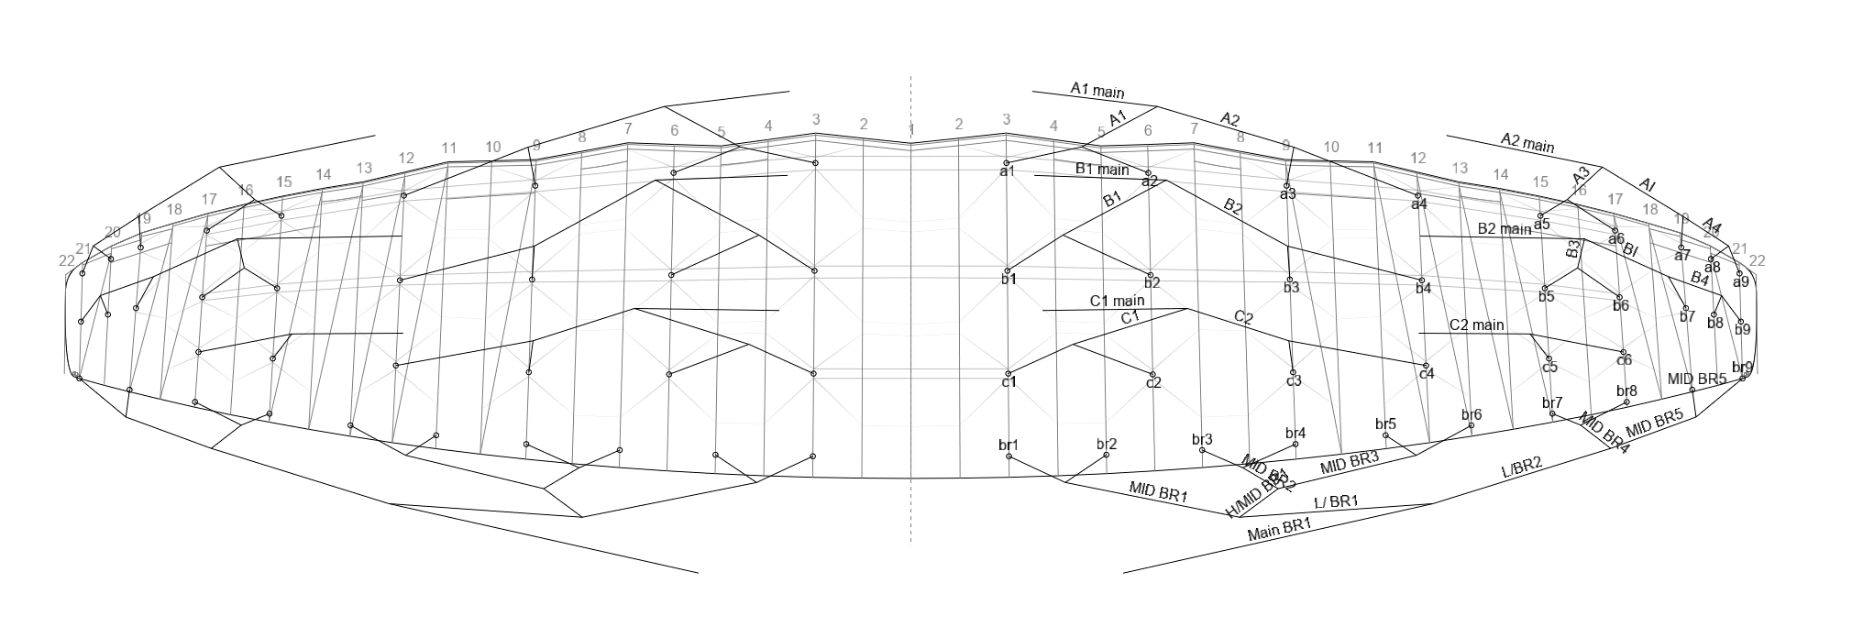 A1 main
A1
A2
A2 main
A3
AI
A4
22
21
20
19
18
17
16
15
14
13
12
11
10
9
8
7
6
5
4
3
2
1
2
3
4
5
6
7
8
9
10
11
12
13
14
15
16
17
18
19
20
21
22
a1
a2
a3
a4
a5
a6
a7
a8
a9
B1 main
B1
B2
B2 main
B3
BI
B4
b1
b2
b3
b4
b5
b6
b7
b8
b9
C1 main
C1
C2
C2 main
c1
c2
c3
c4
c5
c6
br1
br2
br3
br4
br5
br6
br7
br8
br9
MID BR5
MID BR5
MID BR4
MID BR3
MID BR2
MID BR1
H/MID BR1
L/ BR1
L/BR2
Main BR1